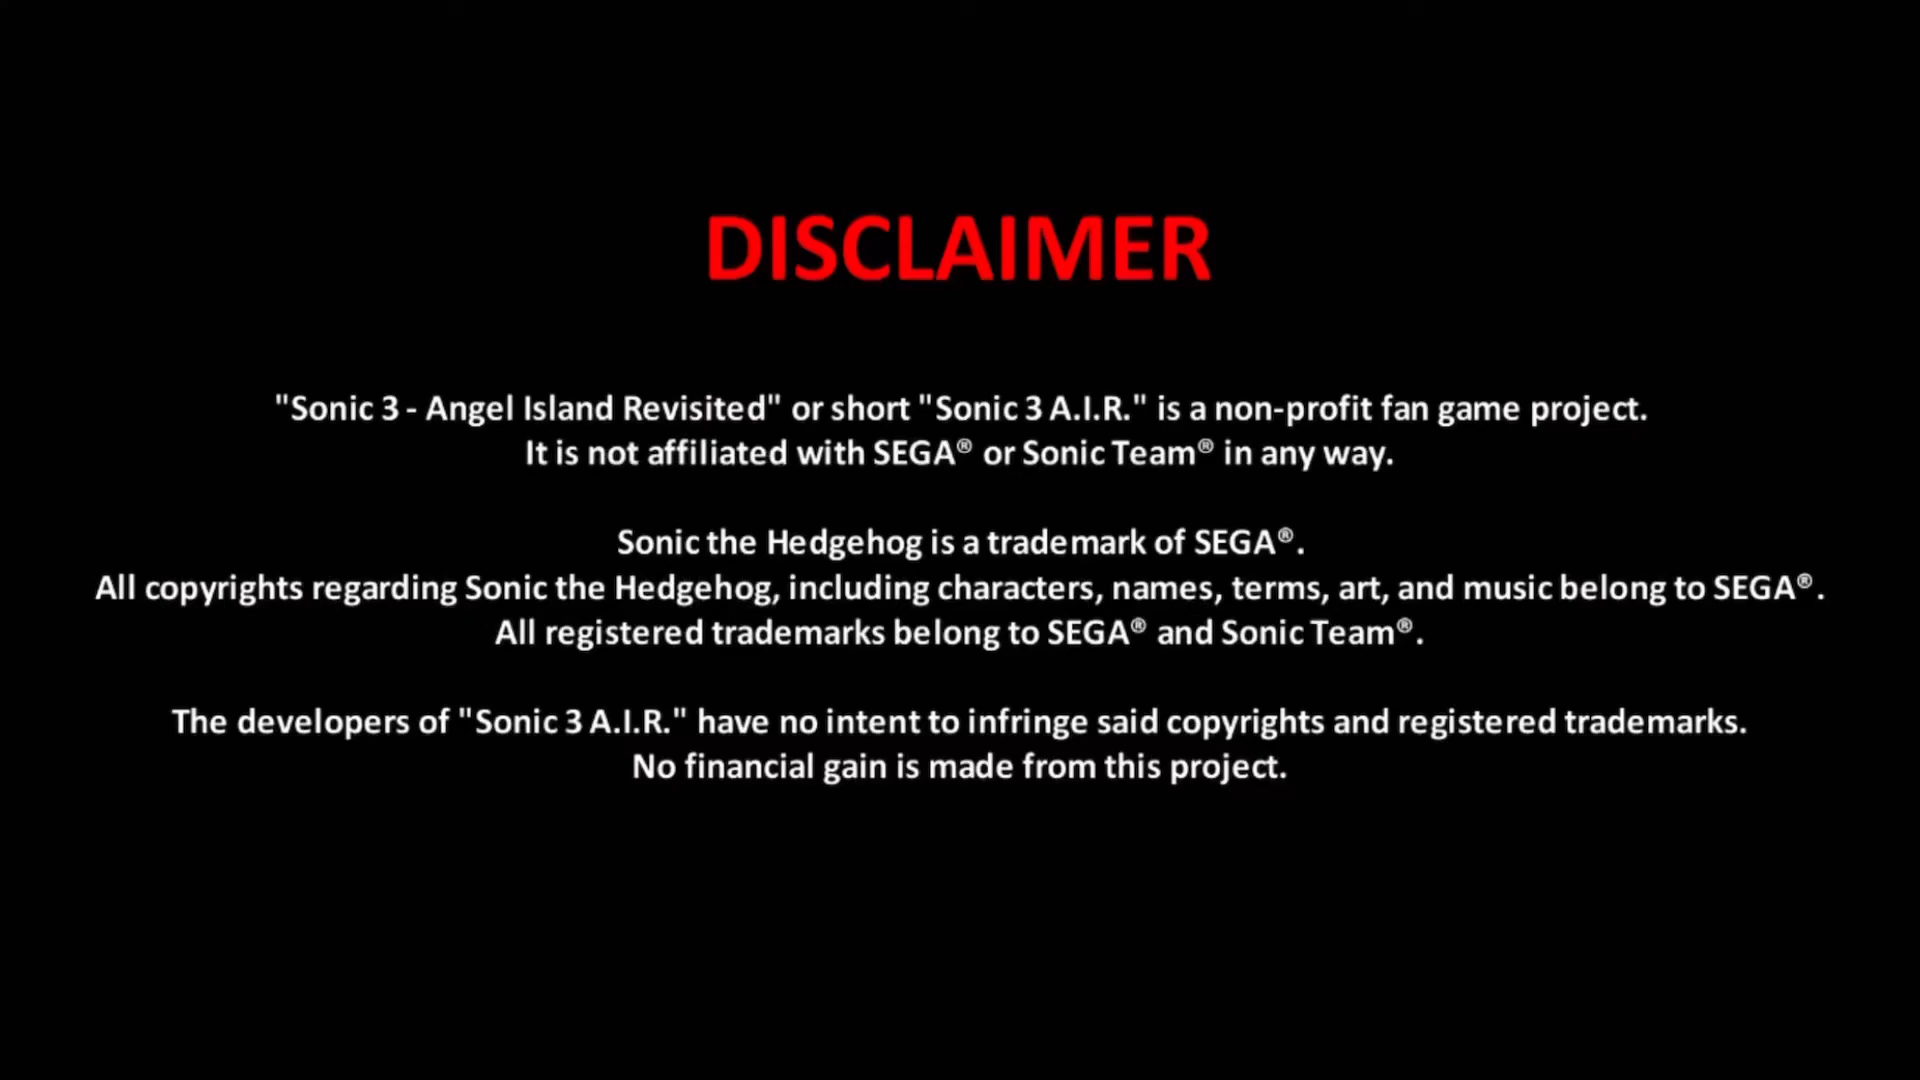 DISCLAIMER
"Sonic 3 - Angel Island Revisited" or short "Sonic 3 A.I.R." is a non-profit fan game project.
It is not affiliated with SEGA® or Sonic Team® in any way.
Sonic the Hedgehog is a trademark of SEGA®.
All copyrights regarding Sonic the Hedgehog, including characters, names, terms, art, and music belong to SEGA®.
All registered trademarks belong to SEGA® and Sonic Team®.
The developers of "Sonic 3 A.I.R." have no intent to infringe said copyrights and registered trademarks.
No financial gain is made from this project.